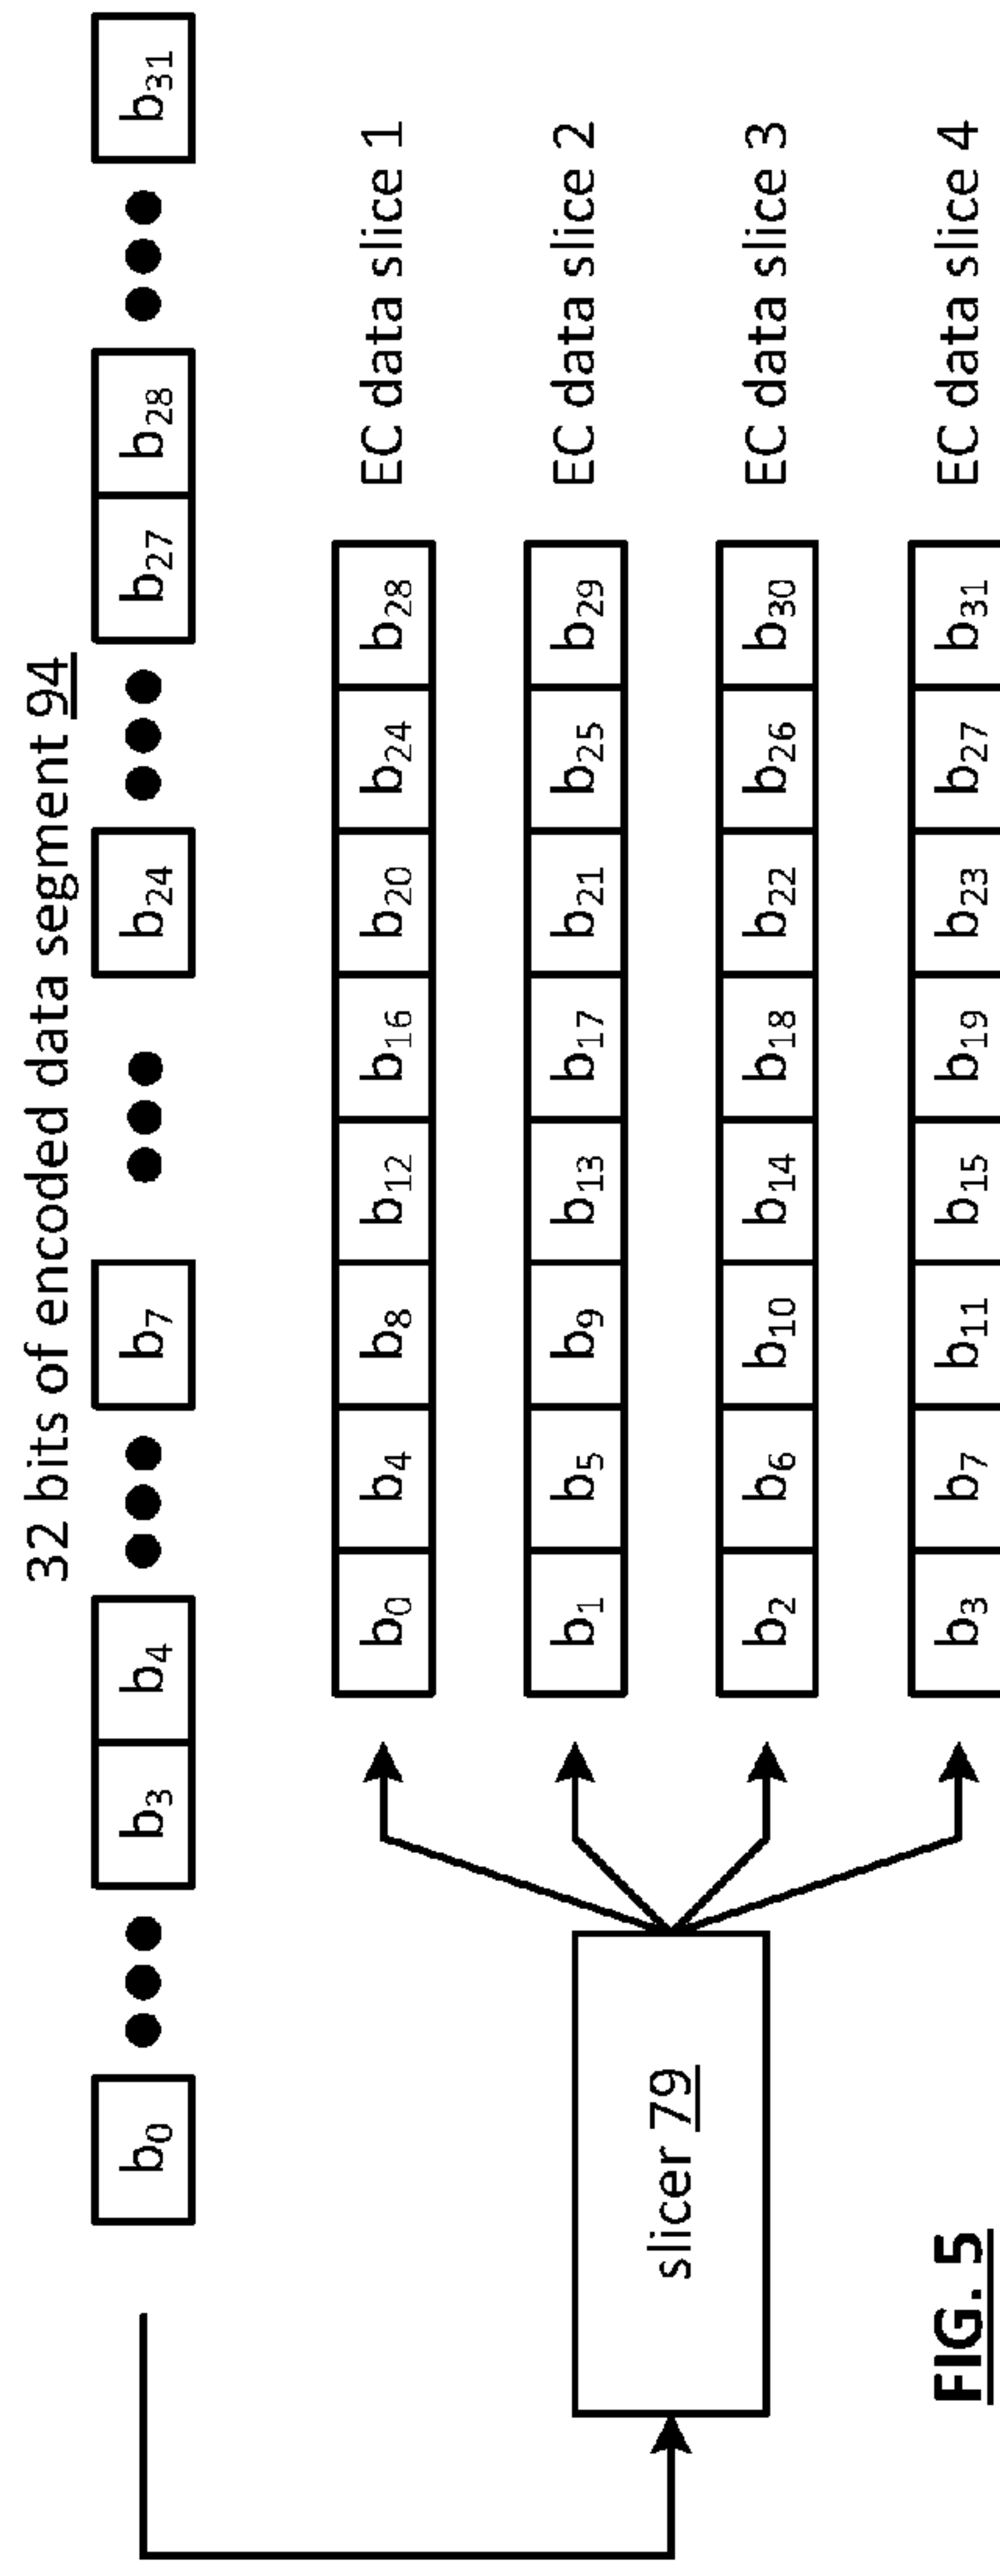 32 bits of encoded data segment 94
b0 b3 b4 b7 b24 b27 b28 b31
b0 b4 b8 b12 b16 b20 b24 b28 EC data slice 1
b1 b5 b9 b13 b17 b21 b25 b29 EC data slice 2
slicer 79
b2 b6 b10 b14 b18 b22 b26 b30 EC data slice 3
b3 b7 b11 b15 b19 b23 b27 b31 EC data slice 4
FIG. 5